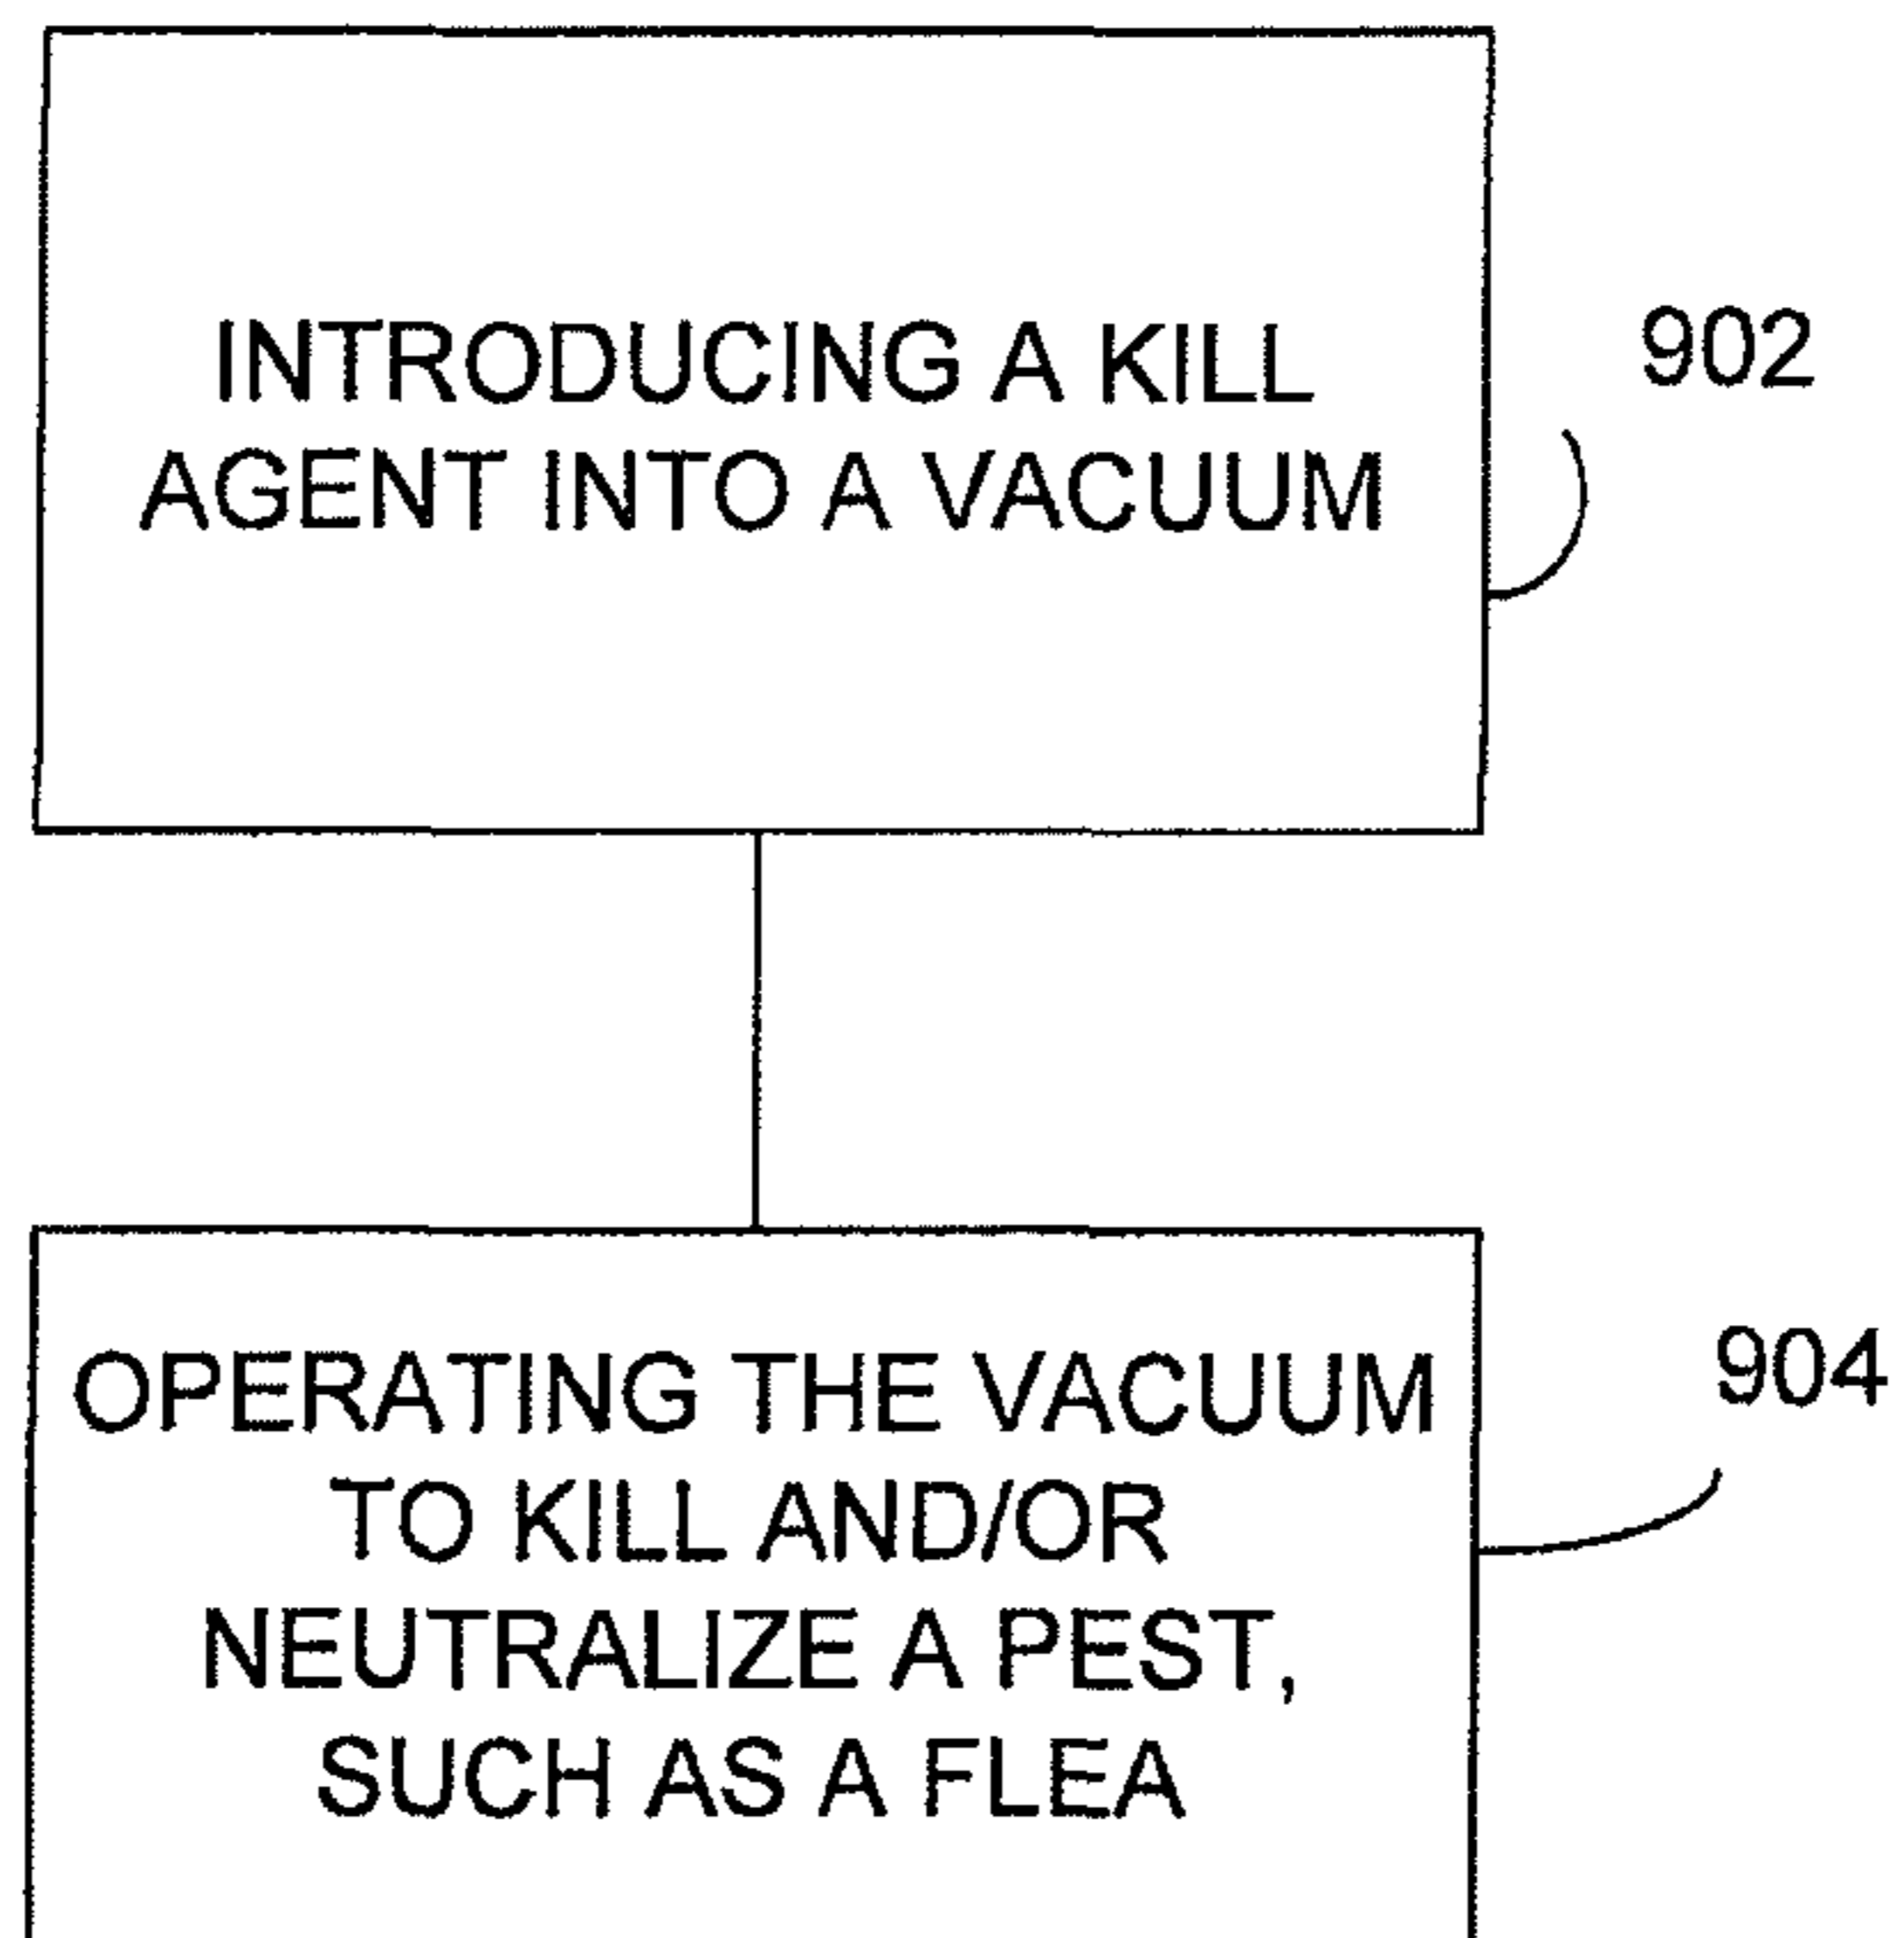 INTRODUCING A KILL
AGENT INTO A VACUUM
902
OPERATING THE VACUUM
TO KILL AND/OR
NEUTRALIZE A PEST,
SUCH AS A FLEA
904